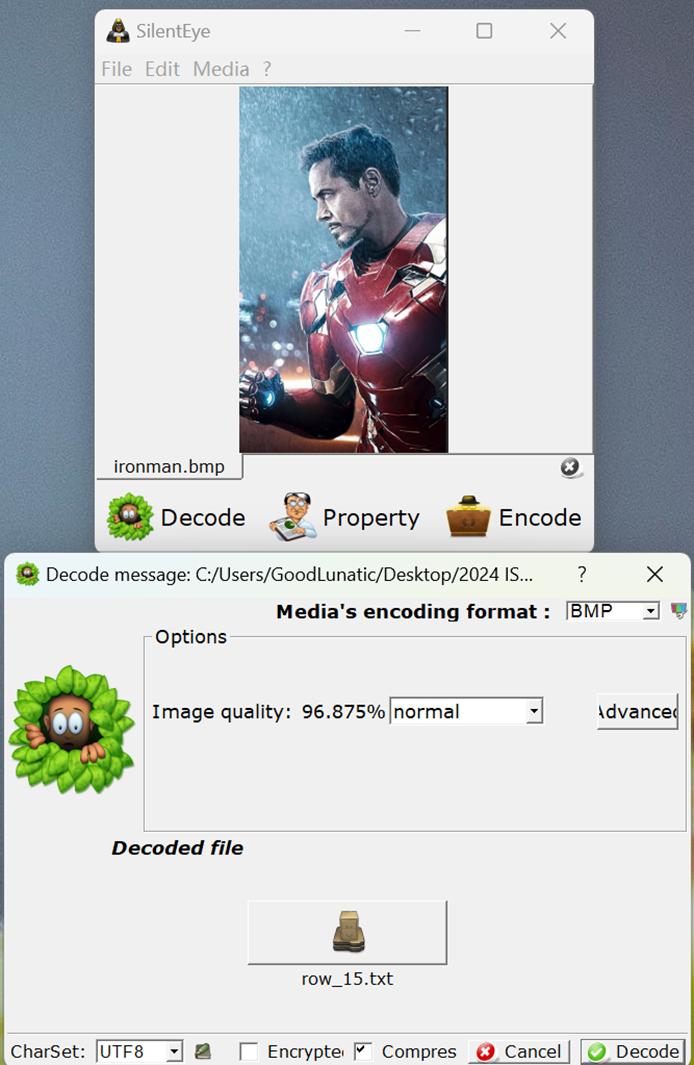 SilentEye
File Edit Media ?
ironman.bmp
Decode Property Encode
Decode message: C:/Users/GoodLunatic/Desktop/2024 IS... ?
Media's encoding format : BMP
Options
Image quality: 96.875% normal Advanced
Decoded file
row_15.txt
CharSet: UTF8 Encrypte Compres Cancel Decode